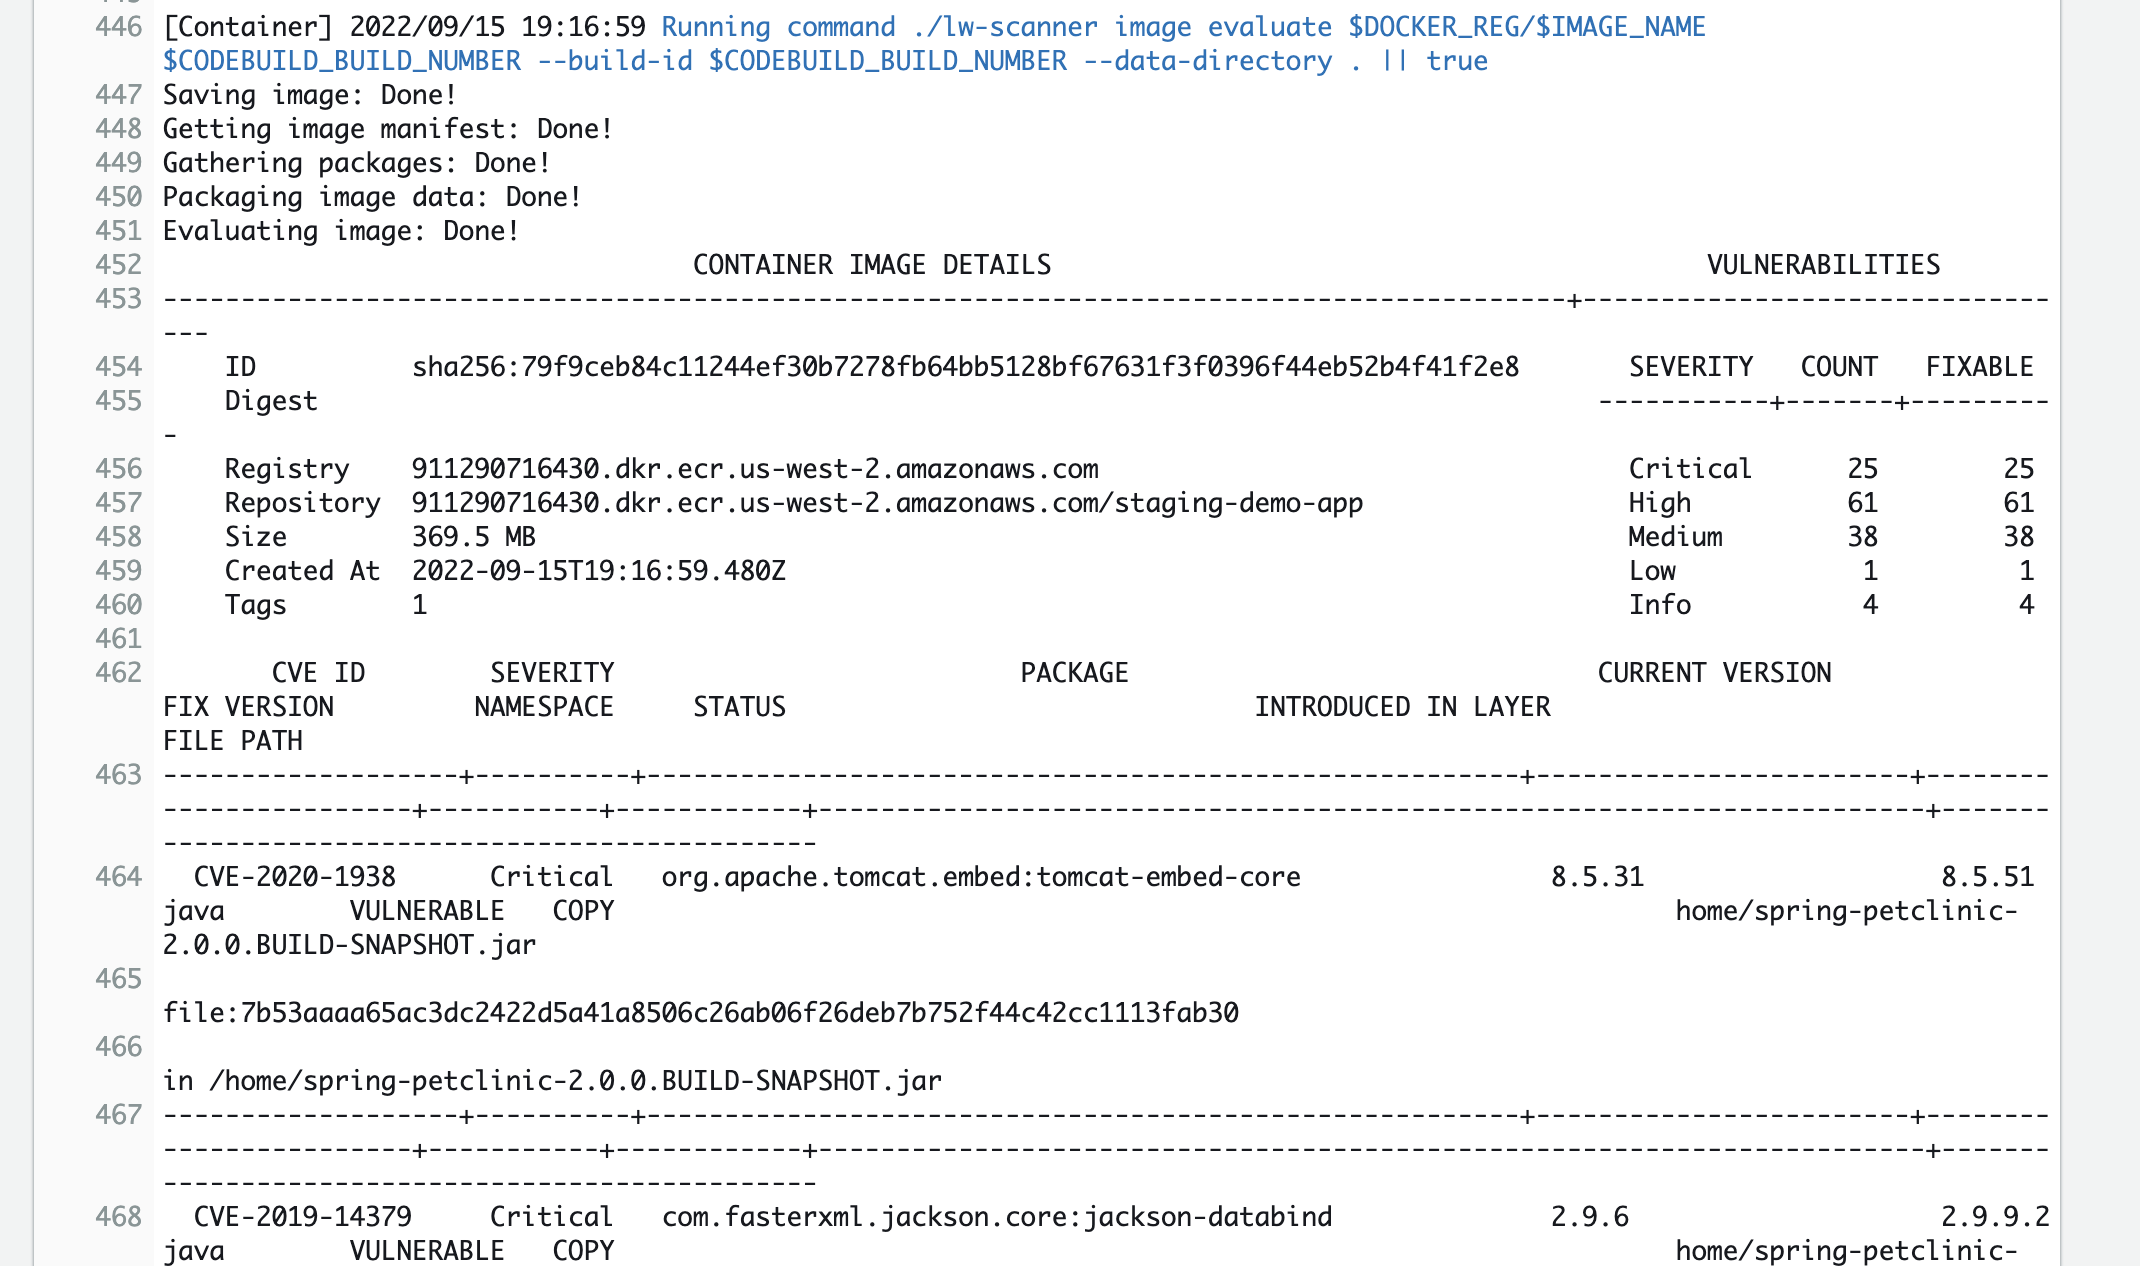 446 [Container] 2022/09/15 19:16:59 Running command ./lw-scanner image evaluate $DOCKER_REG/$IMAGE_NAME
$CODEBUILD_BUILD_NUMBER --build-id $CODEBUILD_BUILD_NUMBER --data-directory . || true
447 Saving image: Done!
448 Getting image manifest: Done!
449 Gathering packages: Done!
450 Packaging image data: Done!
451 Evaluating image: Done!
452 CONTAINER IMAGE DETAILS VULNERABILITIES
453 ------------------------------------------------------------------------------------------+------------------------------
---
454 ID sha256:79f9ceb84c11244ef30b7278fb64bb5128bf67631f3f0396f44eb52b4f41f2e8 SEVERITY COUNT FIXABLE
455 Digest -----------+-------+---------
-
456 Registry 911290716430.dkr.ecr.us-west-2.amazonaws.com Critical 25 25
457 Repository 911290716430.dkr.ecr.us-west-2.amazonaws.com/staging-demo-app High 61 61
458 Size 369.5 MB Medium 38 38
459 Created At 2022-09-15T19:16:59.480Z Low 1 1
460 Tags 1 Info 4 4
461
462 CVE ID SEVERITY PACKAGE CURRENT VERSION
FIX VERSION NAMESPACE STATUS INTRODUCED IN LAYER
FILE PATH
463 -------------------+----------+--------------------------------------------------------+------------------------+--------
----------------+-----------+------------+-----------------------------------------------------------------------+-------
------------------------------------------
464 CVE-2020-1938 Critical org.apache.tomcat.embed:tomcat-embed-core 8.5.31 8.5.51
java VULNERABLE COPY home/spring-petclinic-
2.0.0.BUILD-SNAPSHOT.jar
465
file:7b53aaaa65ac3dc2422d5a41a8506c26ab06f26deb7b752f44c42cc1113fab30
466
in /home/spring-petclinic-2.0.0.BUILD-SNAPSHOT.jar
467 -------------------+----------+--------------------------------------------------------+------------------------+--------
----------------+-----------+------------+-----------------------------------------------------------------------+-------
------------------------------------------
468 CVE-2019-14379 Critical com.fasterxml.jackson.core:jackson-databind 2.9.6 2.9.9.2
java VULNERABLE COPY home/spring-petclinic-